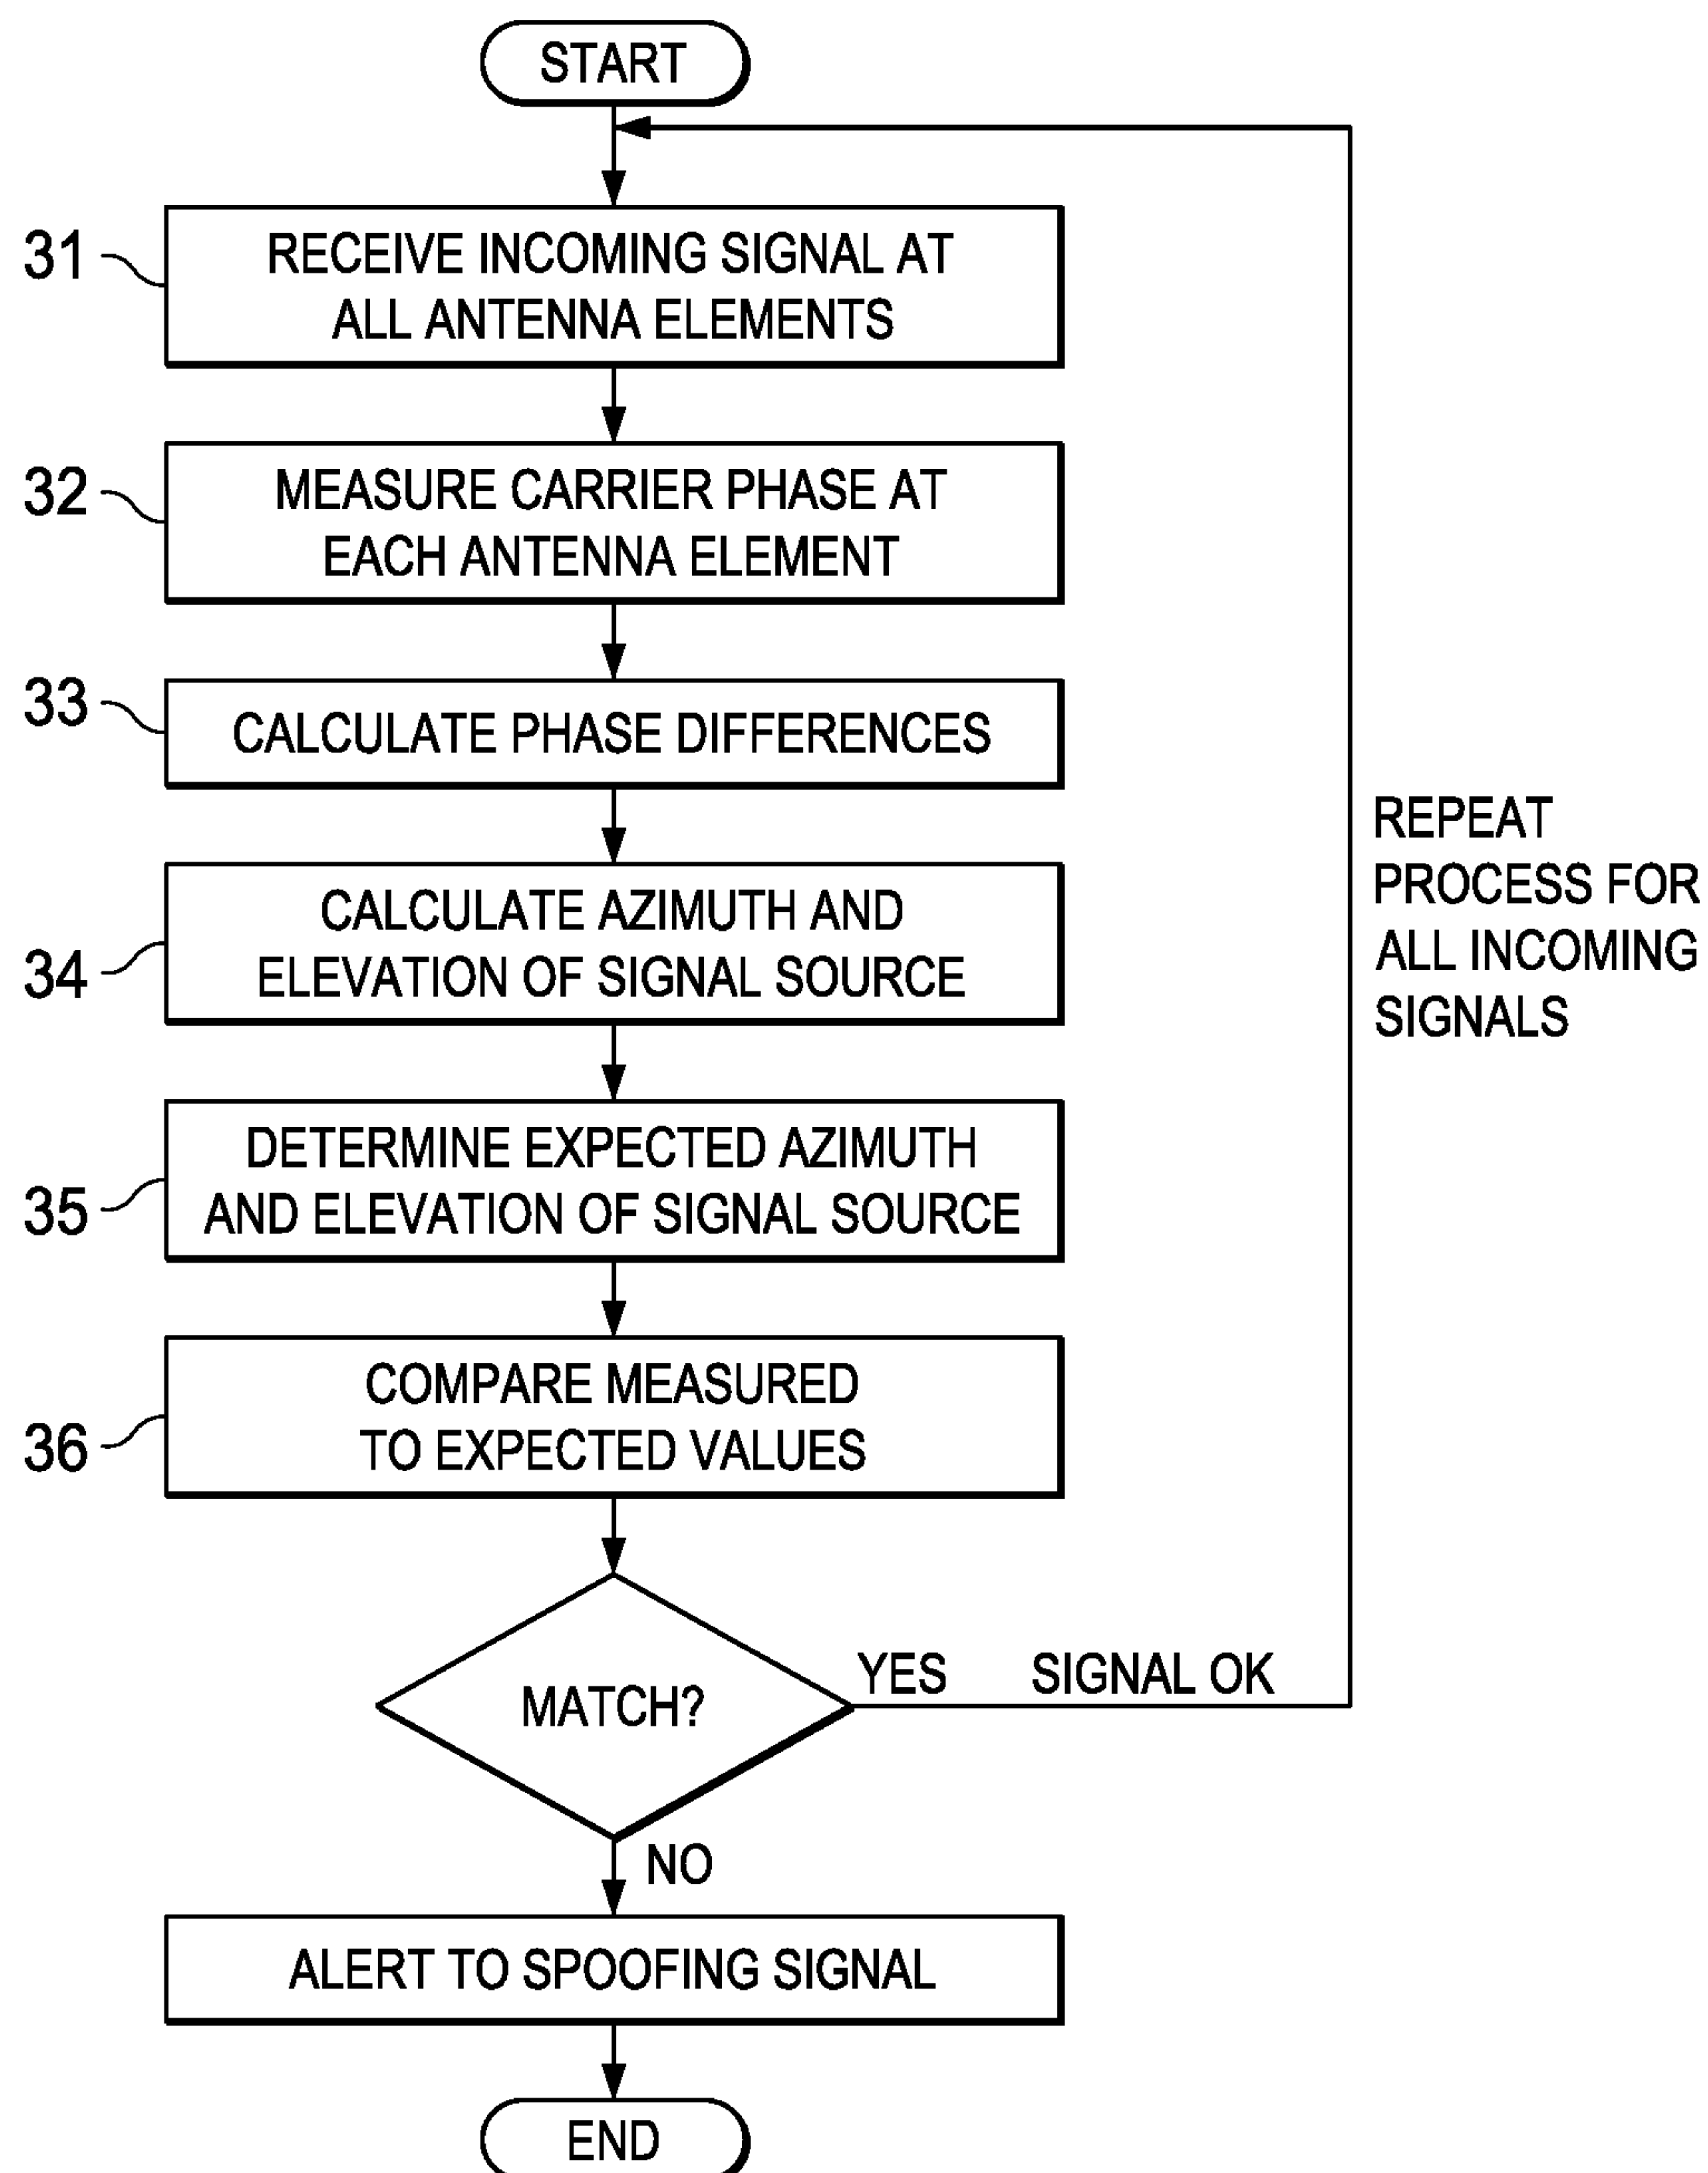 START
31
RECEIVE INCOMING SIGNAL AT
ALL ANTENNA ELEMENTS
32
MEASURE CARRIER PHASE AT
EACH ANTENNA ELEMENT
33
CALCULATE PHASE DIFFERENCES
34
CALCULATE AZIMUTH AND
ELEVATION OF SIGNAL SOURCE
35
DETERMINE EXPECTED AZIMUTH
AND ELEVATION OF SIGNAL SOURCE
36
COMPARE MEASURED
TO EXPECTED VALUES
MATCH?
YES SIGNAL OK
REPEAT
PROCESS FOR
ALL INCOMING
SIGNALS
NO
ALERT TO SPOOFING SIGNAL
END